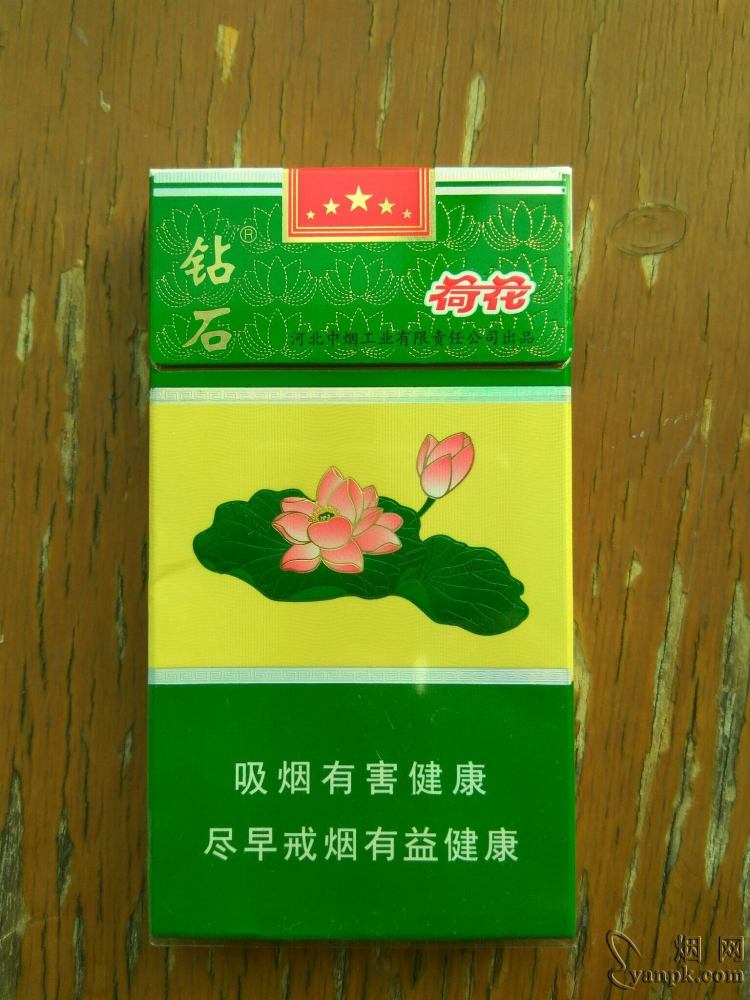 钻石®
荷花
河北中烟工业有限责任公司出品
吸烟有害健康
尽早戒烟有益健康
烟网
yanpk.com